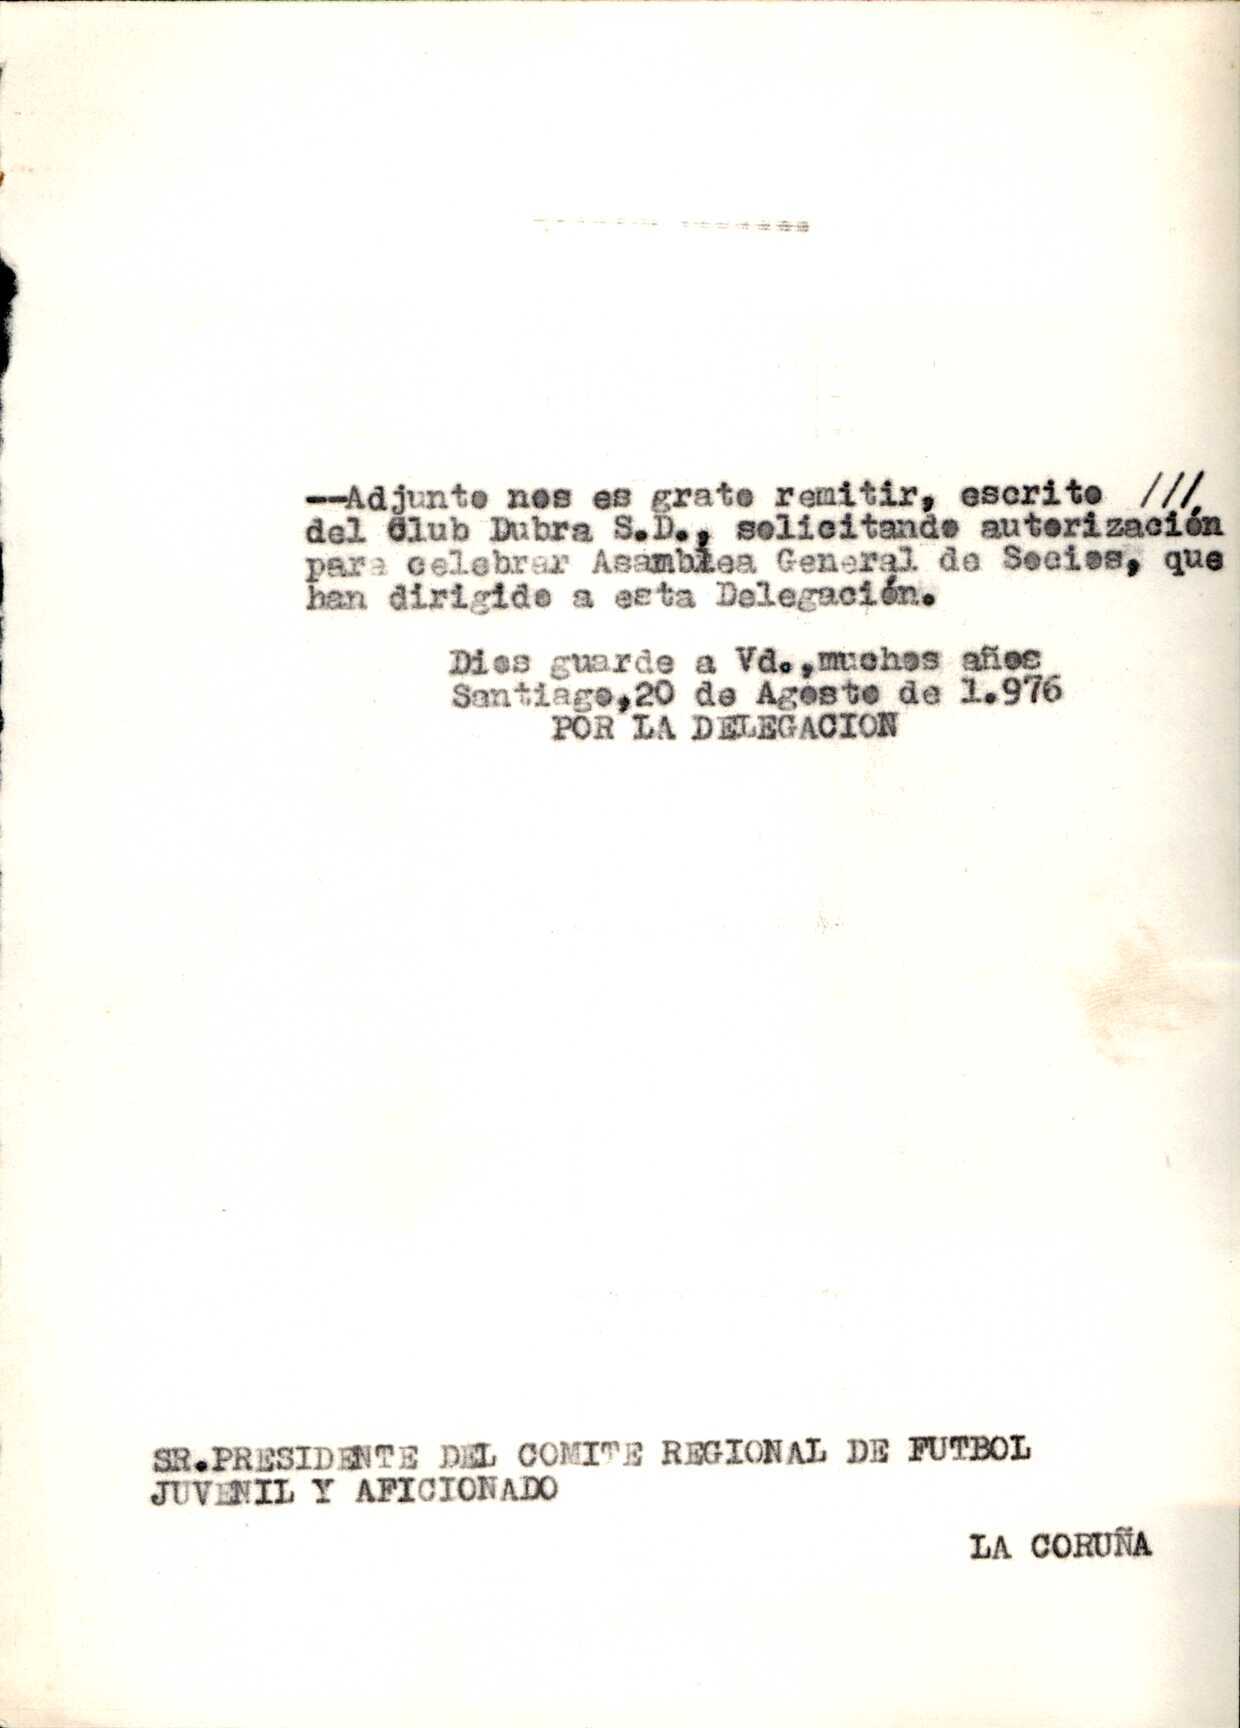 --Adjunto nos es grato remitir, escrito ///
del Club Dubra S.D., solicitando autorización
para celebrar Asamblea General de Socios, que
han dirigido a esta Delegación.
Dios guarde a Vd.,muchos años
Santiago,20 de Agosto de 1.976
POR LA DELEGACION
SR.PRESIDENTE DEL COMITE REGIONAL DE FUTBOL
JUVENIL Y AFICIONADO
LA CORUÑA